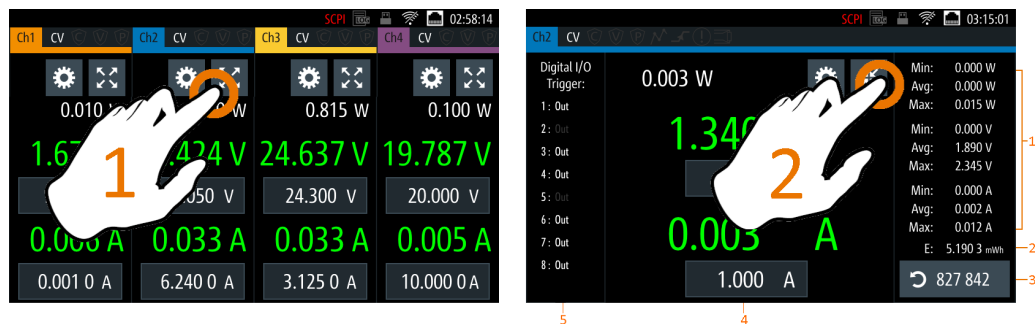 SCPI LOG 02:58:14
Ch1 CV C V P Ch2 CV C V P Ch3 CV C V P Ch4 CV C V P
0.010 W 0.815 W 0.100 W
24.637 V 19.787 V
.050 V 24.300 V 20.000 V
0.006 A 0.033 A 0.033 A 0.005 A
0.001 0 A 6.240 0 A 3.125 0 A 10.000 0 A
1
SCPI LOG 03:15:01
Ch2 CV C V P
Digital I/O
Trigger:
1: Out
2: Out
3: Out
4: Out
5: Out
6: Out
7: Out
8: Out
0.003 W
1.34
0.003 A
1.000 A
2
Min: 0.000 W
Avg: 0.000 W
Max: 0.015 W
Min: 0.000 V
Avg: 1.890 V
Max: 2.345 V
Min: 0.000 A
Avg: 0.002 A
Max: 0.012 A
E: 5.190 3 mWh
827 842
1
2
3
5
4